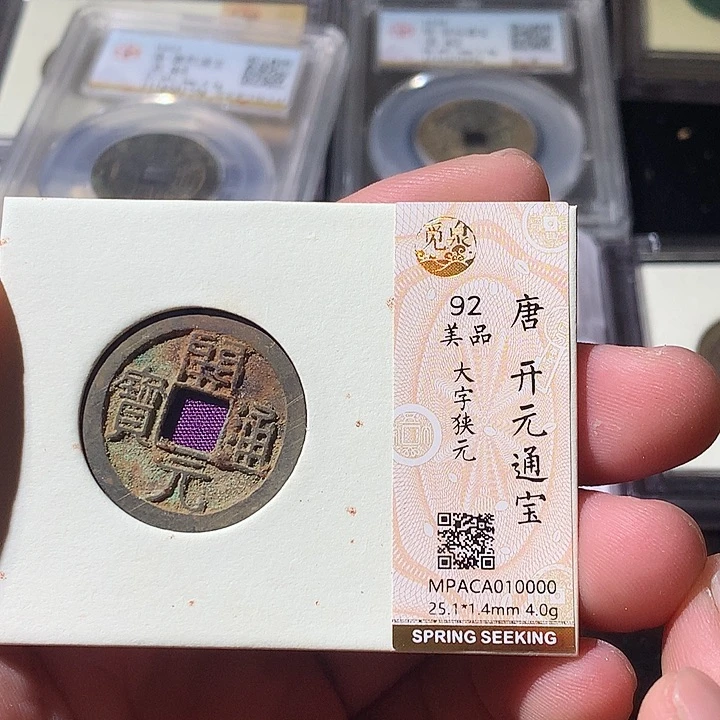 觅泉
唐 开元通宝
92
美品
大字狭元
MPACA010000
25.1*1.4mm 4.0g
SPRING SEEKING
開
通
元
寶